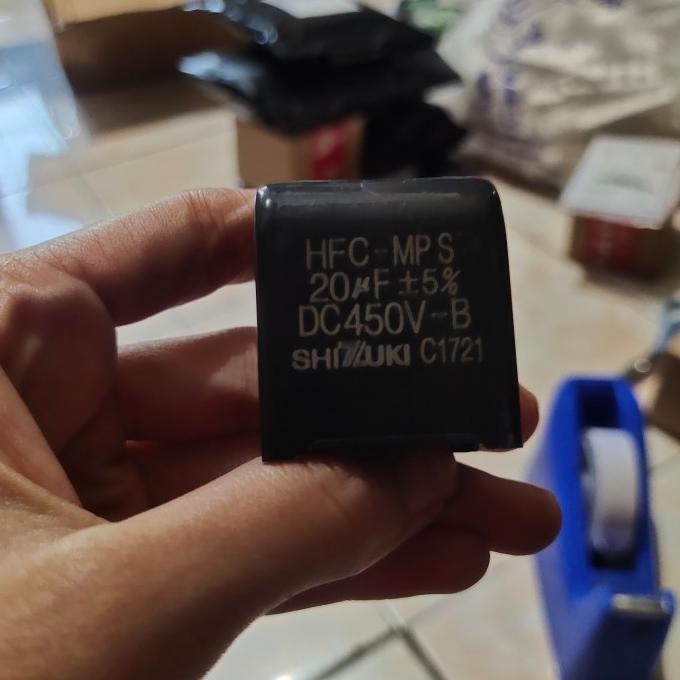 HFC-MPS
20μF ±5%
DC450V-B
SHIZUKI C1721